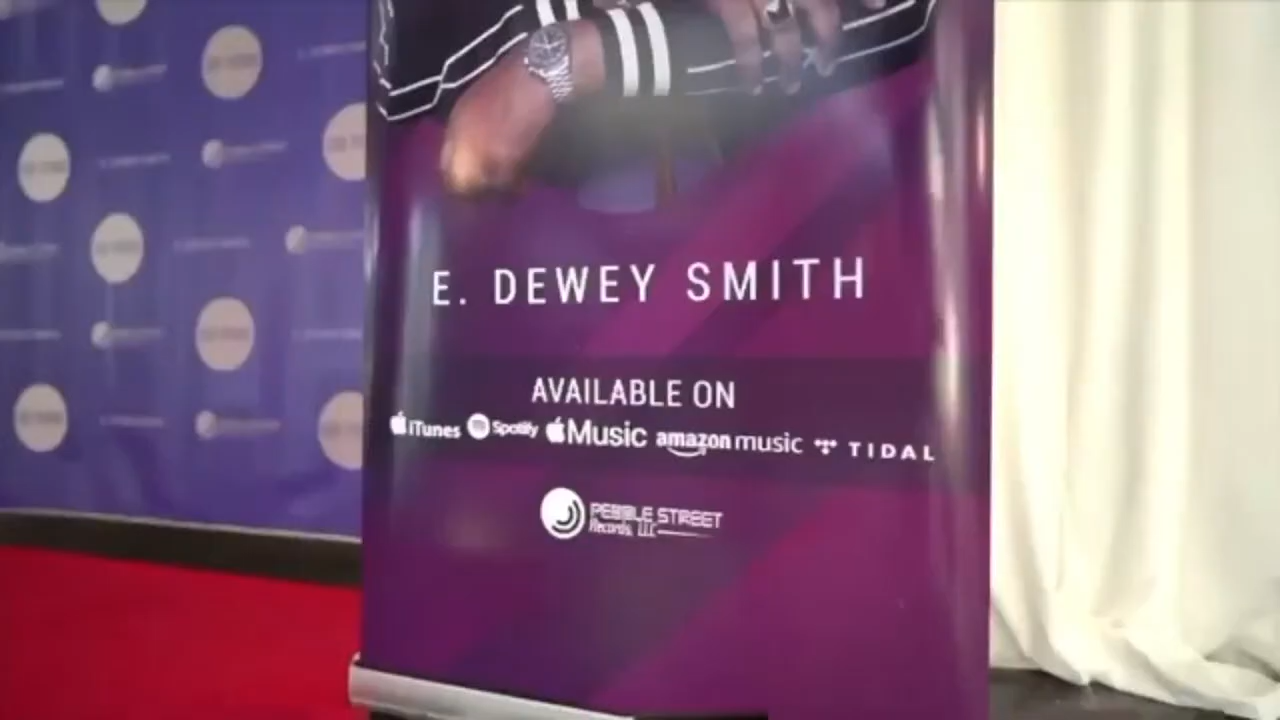 E. DEWEY SMITH
AVAILABLE ON
iTunes Spotify Music amazon music TIDAL
PEBBLE STREET
Records, LLC